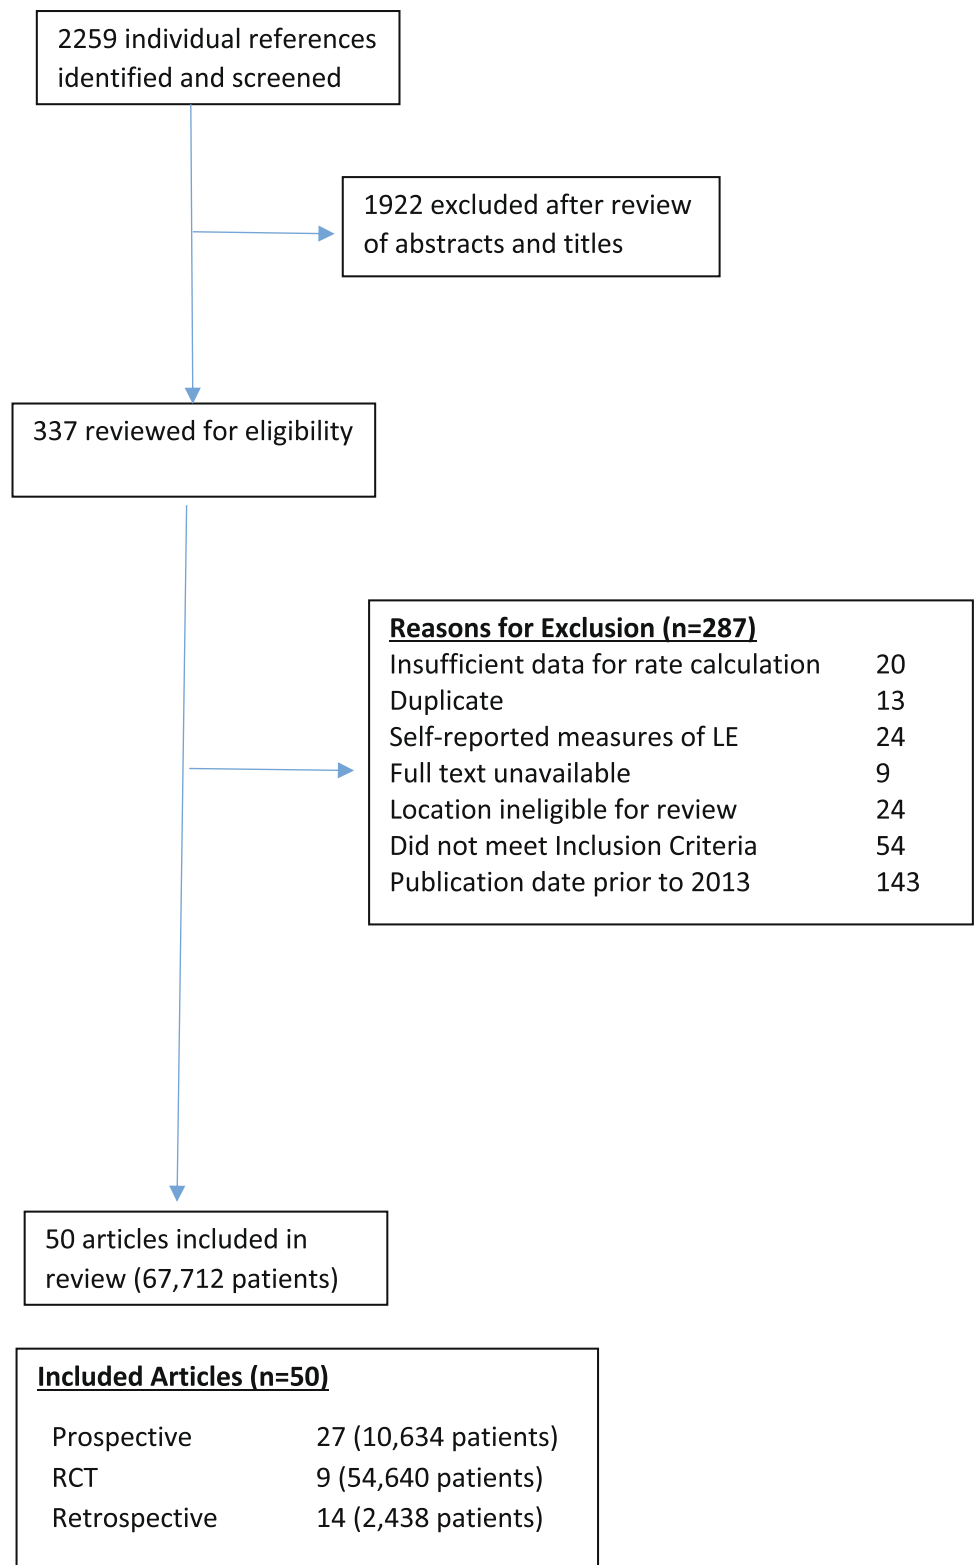 2259 individual references
identified and screened
1922 excluded after review
of abstracts and titles
337 reviewed for eligibility
Reasons for Exclusion (n=287)
Insufficient data for rate calculation 20
Duplicate 13
Self-reported measures of LE 24
Full text unavailable 9
Location ineligible for review 24
Did not meet Inclusion Criteria 54
Publication date prior to 2013 143
50 articles included in
review (67,712 patients)
Included Articles (n=50)
Prospective 27 (10,634 patients)
RCT 9 (54,640 patients)
Retrospective 14 (2,438 patients)